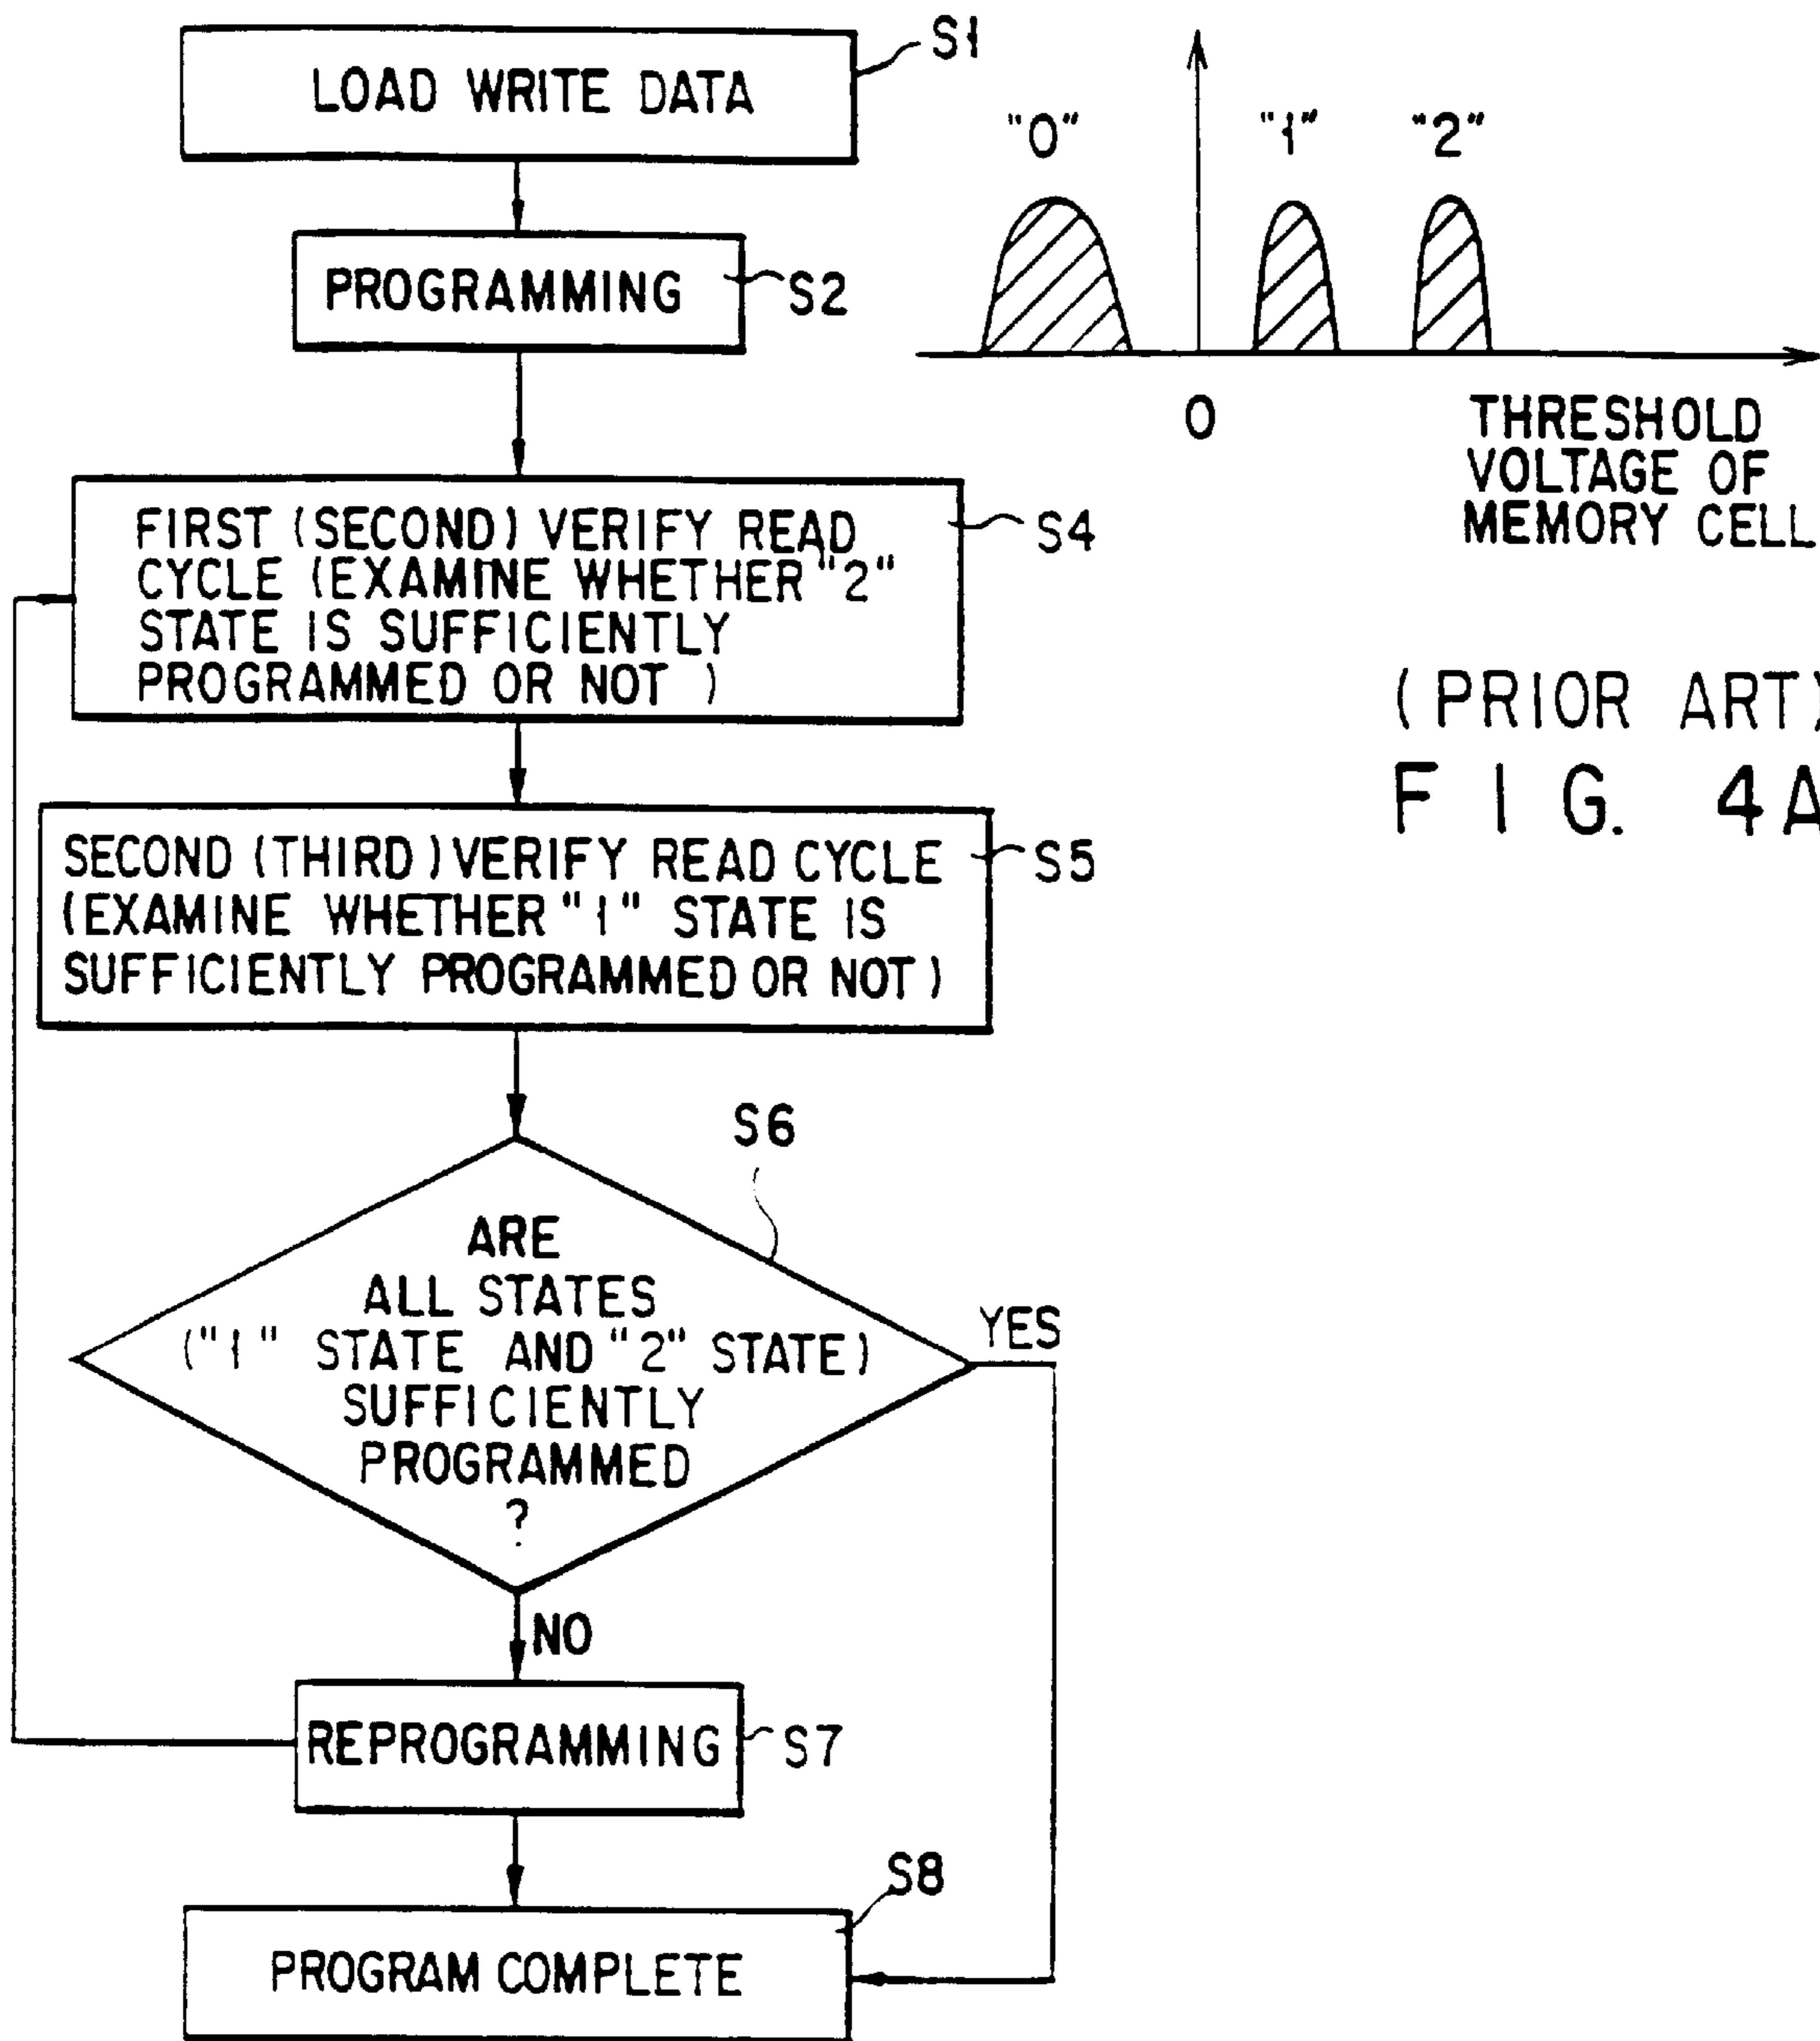 LOAD WRITE DATA
S1
PROGRAMMING
S2
FIRST (SECOND) VERIFY READ
CYCLE (EXAMINE WHETHER "2"
STATE IS SUFFICIENTLY
PROGRAMMED OR NOT )
S4
SECOND (THIRD) VERIFY READ CYCLE
(EXAMINE WHETHER "1" STATE IS
SUFFICIENTLY PROGRAMMED OR NOT)
S5
S6
ARE
ALL STATES
("1" STATE AND "2" STATE)
SUFFICIENTLY
PROGRAMMED
?
YES
NO
REPROGRAMMING
S7
S8
PROGRAM COMPLETE
"0" "1" "2"
0
THRESHOLD
VOLTAGE OF
MEMORY CELL
(PRIOR ART)
FIG. 4A